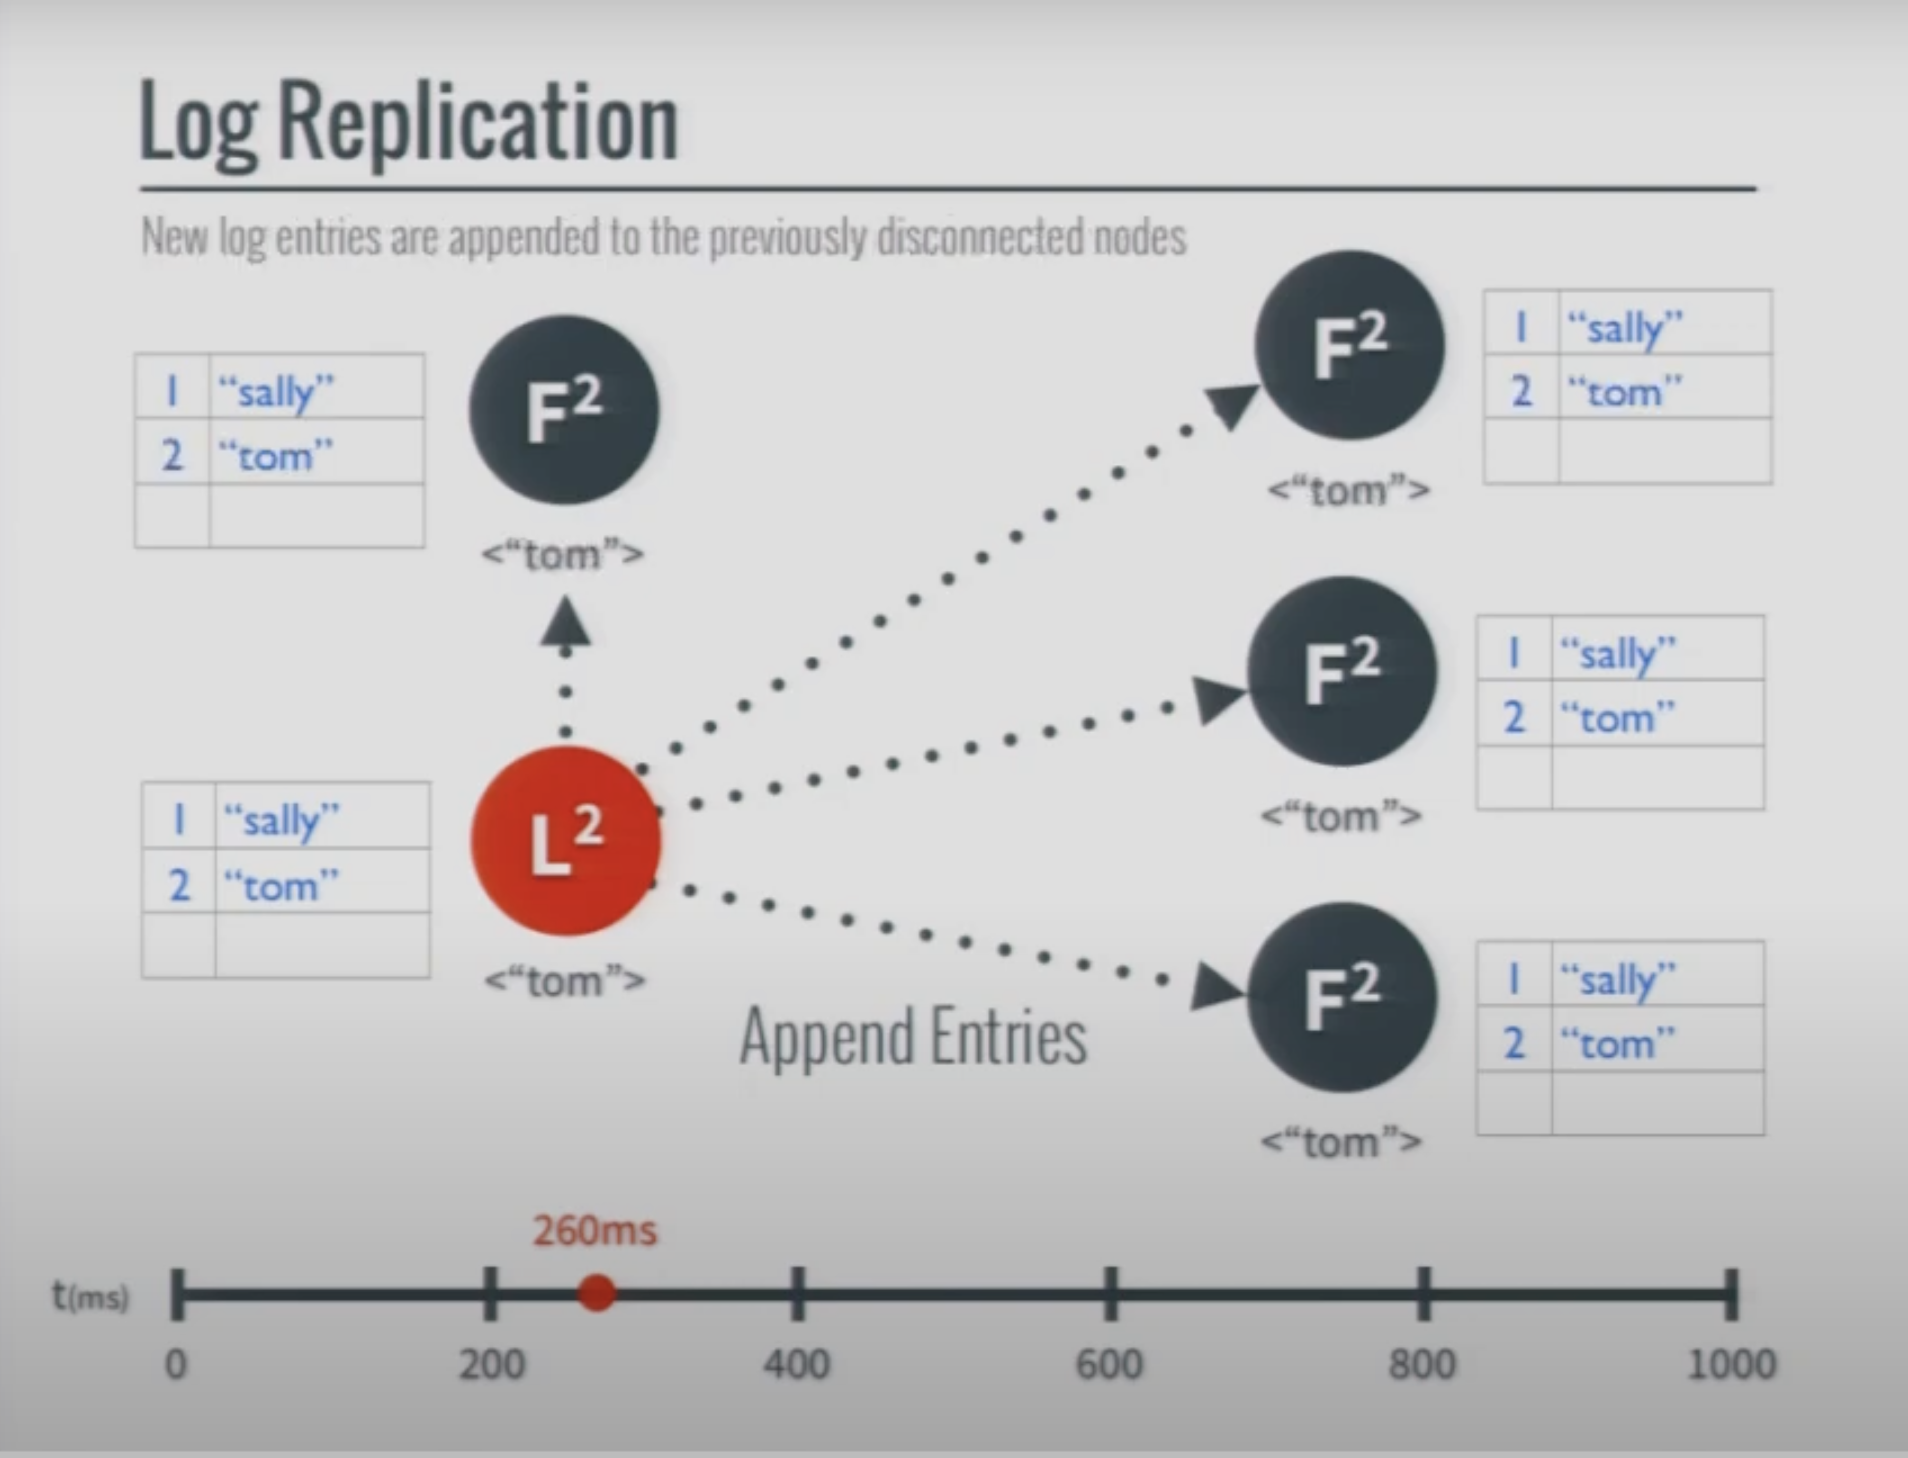 Log Replication
New log entries are appended to the previously disconnected nodes
1 “sally”
2 “tom”
F²
<“tom”>
F²
<“tom”>
1 “sally”
2 “tom”
F²
<“tom”>
1 “sally”
2 “tom”
1 “sally”
2 “tom”
L²
<“tom”>
F²
<“tom”>
1 “sally”
2 “tom”
Append Entries
260ms
t(ms)
0 200 400 600 800 1000